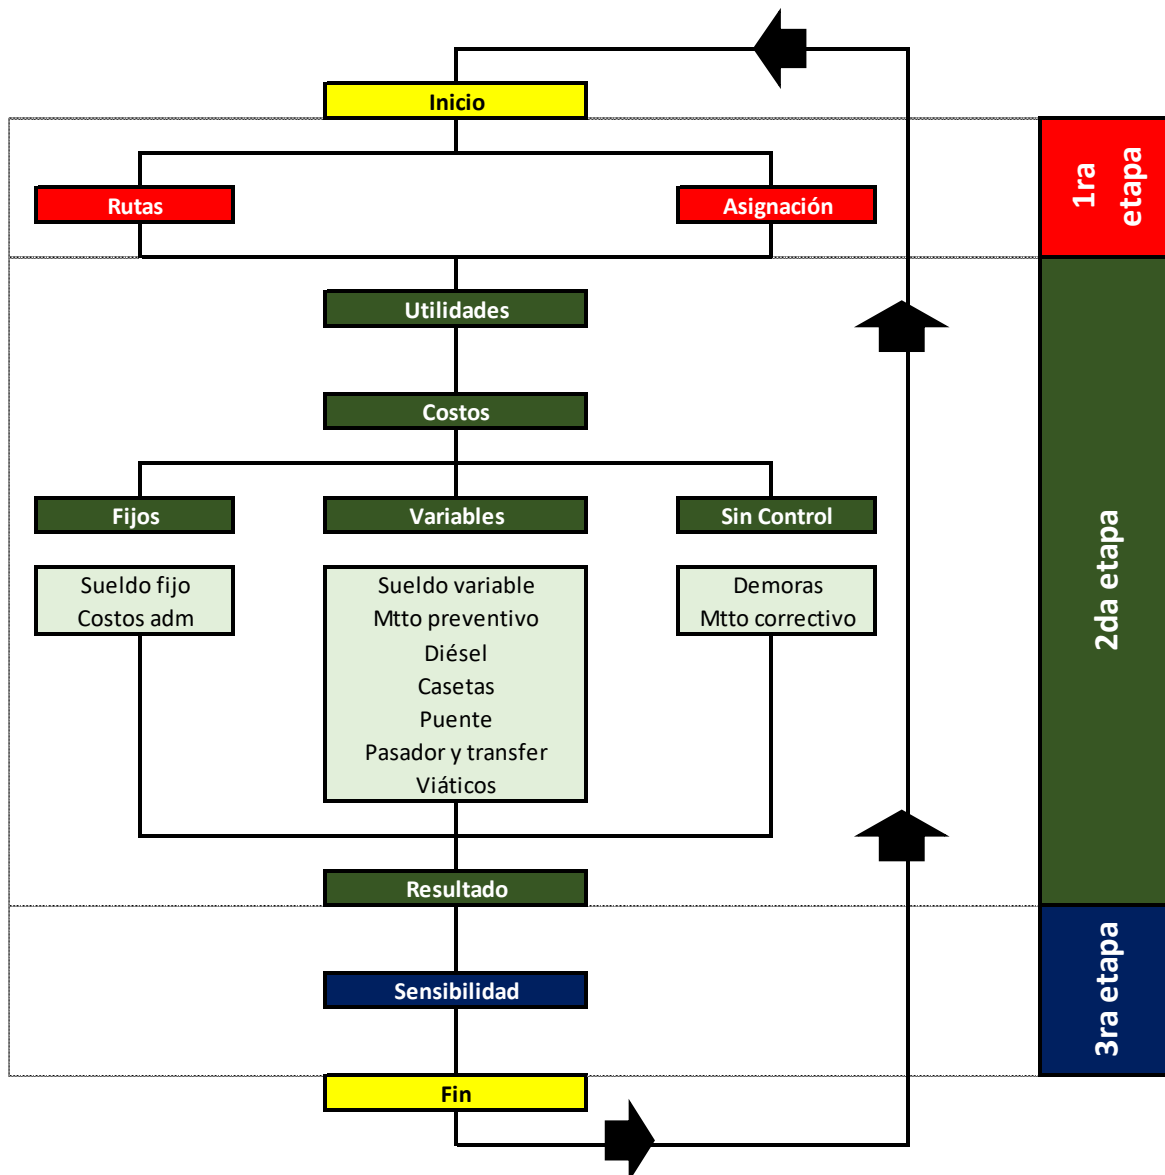 Inicio
Rutas
Asignación
1ra
etapa
Utilidades
Costos
Fijos
Variables
Sin Control
Sueldo fijo
Costos adm
Sueldo variable
Mtto preventivo
Diésel
Casetas
Puente
Pasador y transfer
Viáticos
Demoras
Mtto correctivo
2da etapa
Resultado
Sensibilidad
3ra etapa
Fin